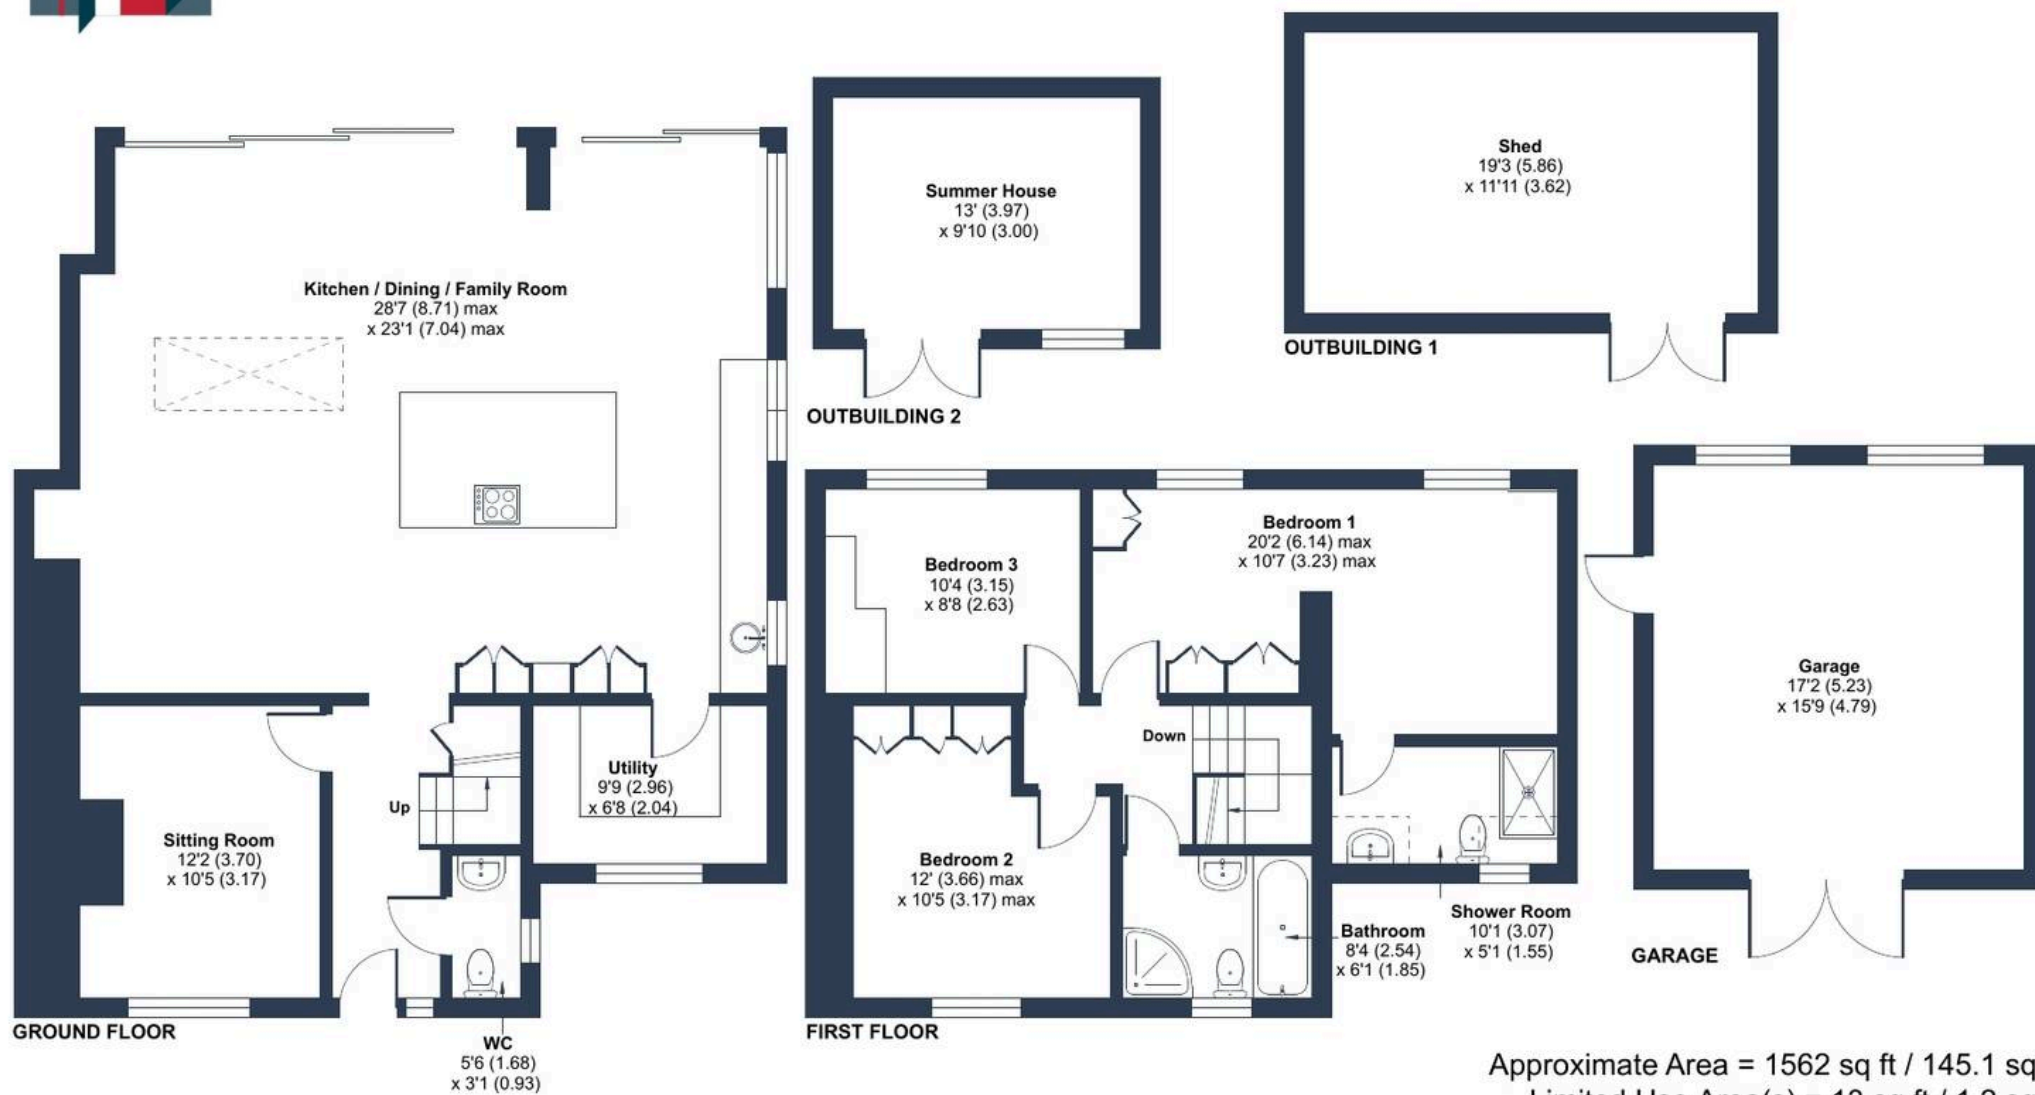 Shed
19'3 (5.86)
x 11'11 (3.62)
OUTBUILDING 1
Summer House
13' (3.97)
x 9'10 (3.00)
OUTBUILDING 2
Kitchen / Dining / Family Room
28'7 (8.71) max
x 23'1 (7.04) max
Utility
9'9 (2.96)
x 6'8 (2.04)
Up
Sitting Room
12'2 (3.70)
x 10'5 (3.17)
GROUND FLOOR
WC
5'6 (1.68)
x 3'1 (0.93)
Bedroom 1
20'2 (6.14) max
x 10'7 (3.23) max
Bedroom 3
10'4 (3.15)
x 8'8 (2.63)
Down
Bedroom 2
12' (3.66) max
x 10'5 (3.17) max
Bathroom
8'4 (2.54)
x 6'1 (1.85)
Shower Room
10'1 (3.07)
x 5'1 (1.55)
FIRST FLOOR
Garage
17'2 (5.23)
x 15'9 (4.79)
GARAGE
Approximate Area = 1562 sq ft / 145.1 sq